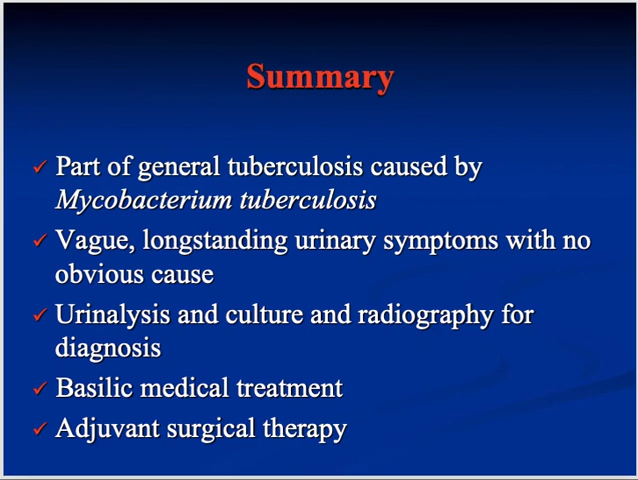 Summary
✓ Part of general tuberculosis caused by
Mycobacterium tuberculosis
✓ Vague, longstanding urinary symptoms with no
obvious cause
✓ Urinalysis and culture and radiography for
diagnosis
✓ Basilic medical treatment
✓ Adjuvant surgical therapy